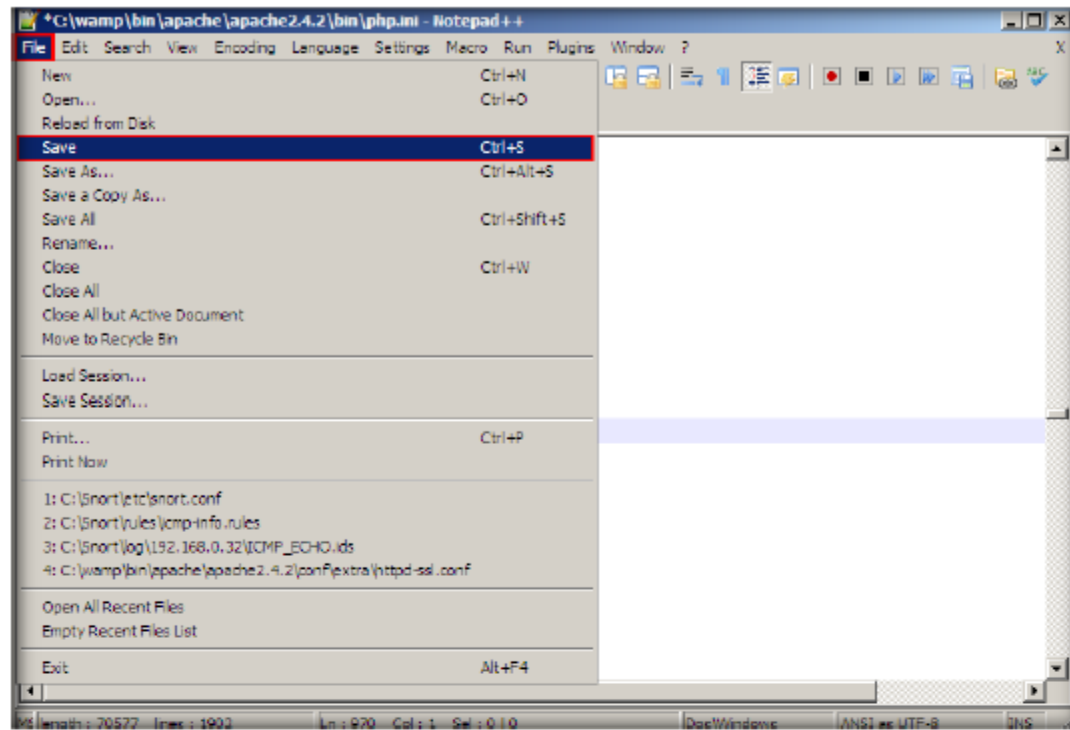 *C:\wamp\bin\apache\apache2.4.2\bin\php.ini - Notepad++
File Edit Search View Encoding Language Settings Macro Run Plugins Window ? X
New Ctrl+N
Open... Ctrl+O
Reload from Disk
Save Ctrl+S
Save As... Ctrl+Alt+S
Save a Copy As...
Save All Ctrl+Shift+S
Rename...
Close Ctrl+W
Close All
Close All but Active Document
Move to Recycle Bin
Load Session...
Save Session...
Print... Ctrl+P
Print Now
1: C:\Snort\etc\snort.conf
2: C:\Snort\rules\icmp-info.rules
3: C:\Snort\log\192.168.0.32\ICMP_ECHO.ids
4: C:\wamp\bin\apache\apache2.4.2\conf\extra\httpd-ssl.conf
Open All Recent Files
Empty Recent Files List
Exit Alt+F4
length : 70577 lines : 1902 Ln : 970 Col : 1 Sel : 0 | 0 Dos\Windows ANSI as UTF-8 INS